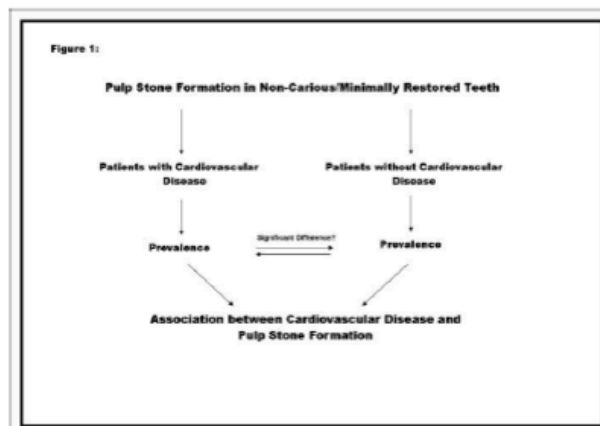 Figure 1:
Pulp Stone Formation in Non-Carious/Minimally Restored Teeth
Patients with Cardiovascular
Disease
Patients without Cardiovascular
Disease
Prevalence
Significant Difference?
Prevalence
Association between Cardiovascular Disease and
Pulp Stone Formation